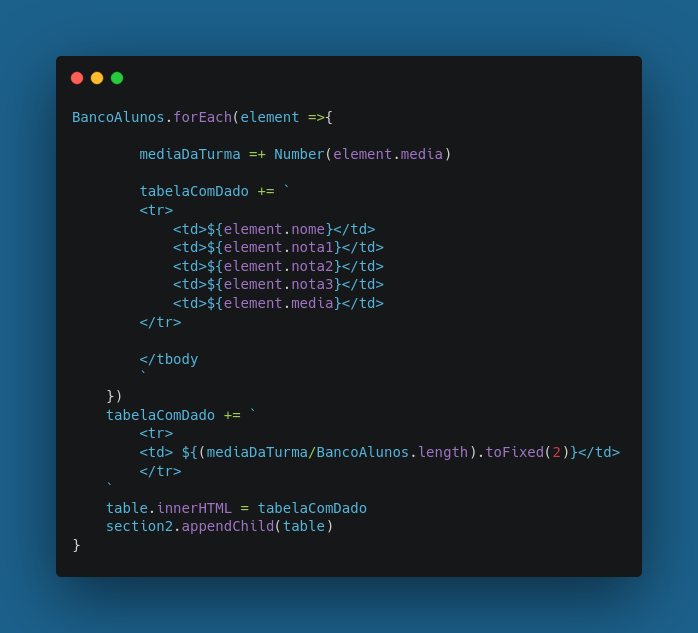 BancoAlunos.forEach(element =>{
mediaDaTurma =+ Number(element.media)
tabelaComDado += `
<tr>
<td>${element.nome}</td>
<td>${element.nota1}</td>
<td>${element.nota2}</td>
<td>${element.nota3}</td>
<td>${element.media}</td>
</tr>
</tbody
`
})
tabelaComDado += `
<tr>
<td> ${(mediaDaTurma/BancoAlunos.length).toFixed(2)}</td>
</tr>
`
table.innerHTML = tabelaComDado
section2.appendChild(table)
}